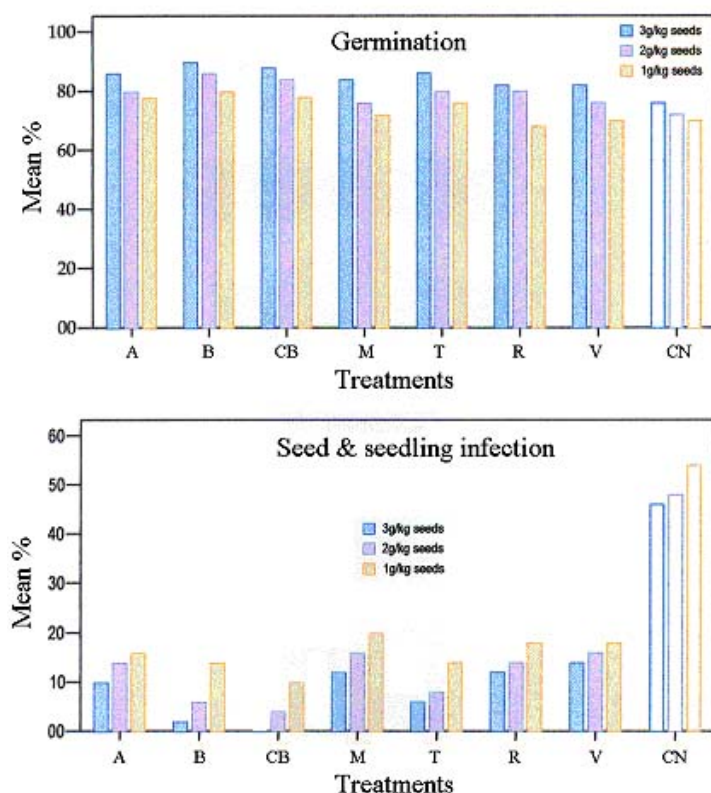 Germination
3g/kg seeds
2g/kg seeds
1g/kg seeds
Mean %
100
80
60
40
20
00
A B CB M T R V CN
Treatments
Seed & seedling infection
3g/kg seeds
2g/kg seeds
1g/kg seeds
Mean %
60
50
40
30
20
10
00
A B CB M T R V CN
Treatments